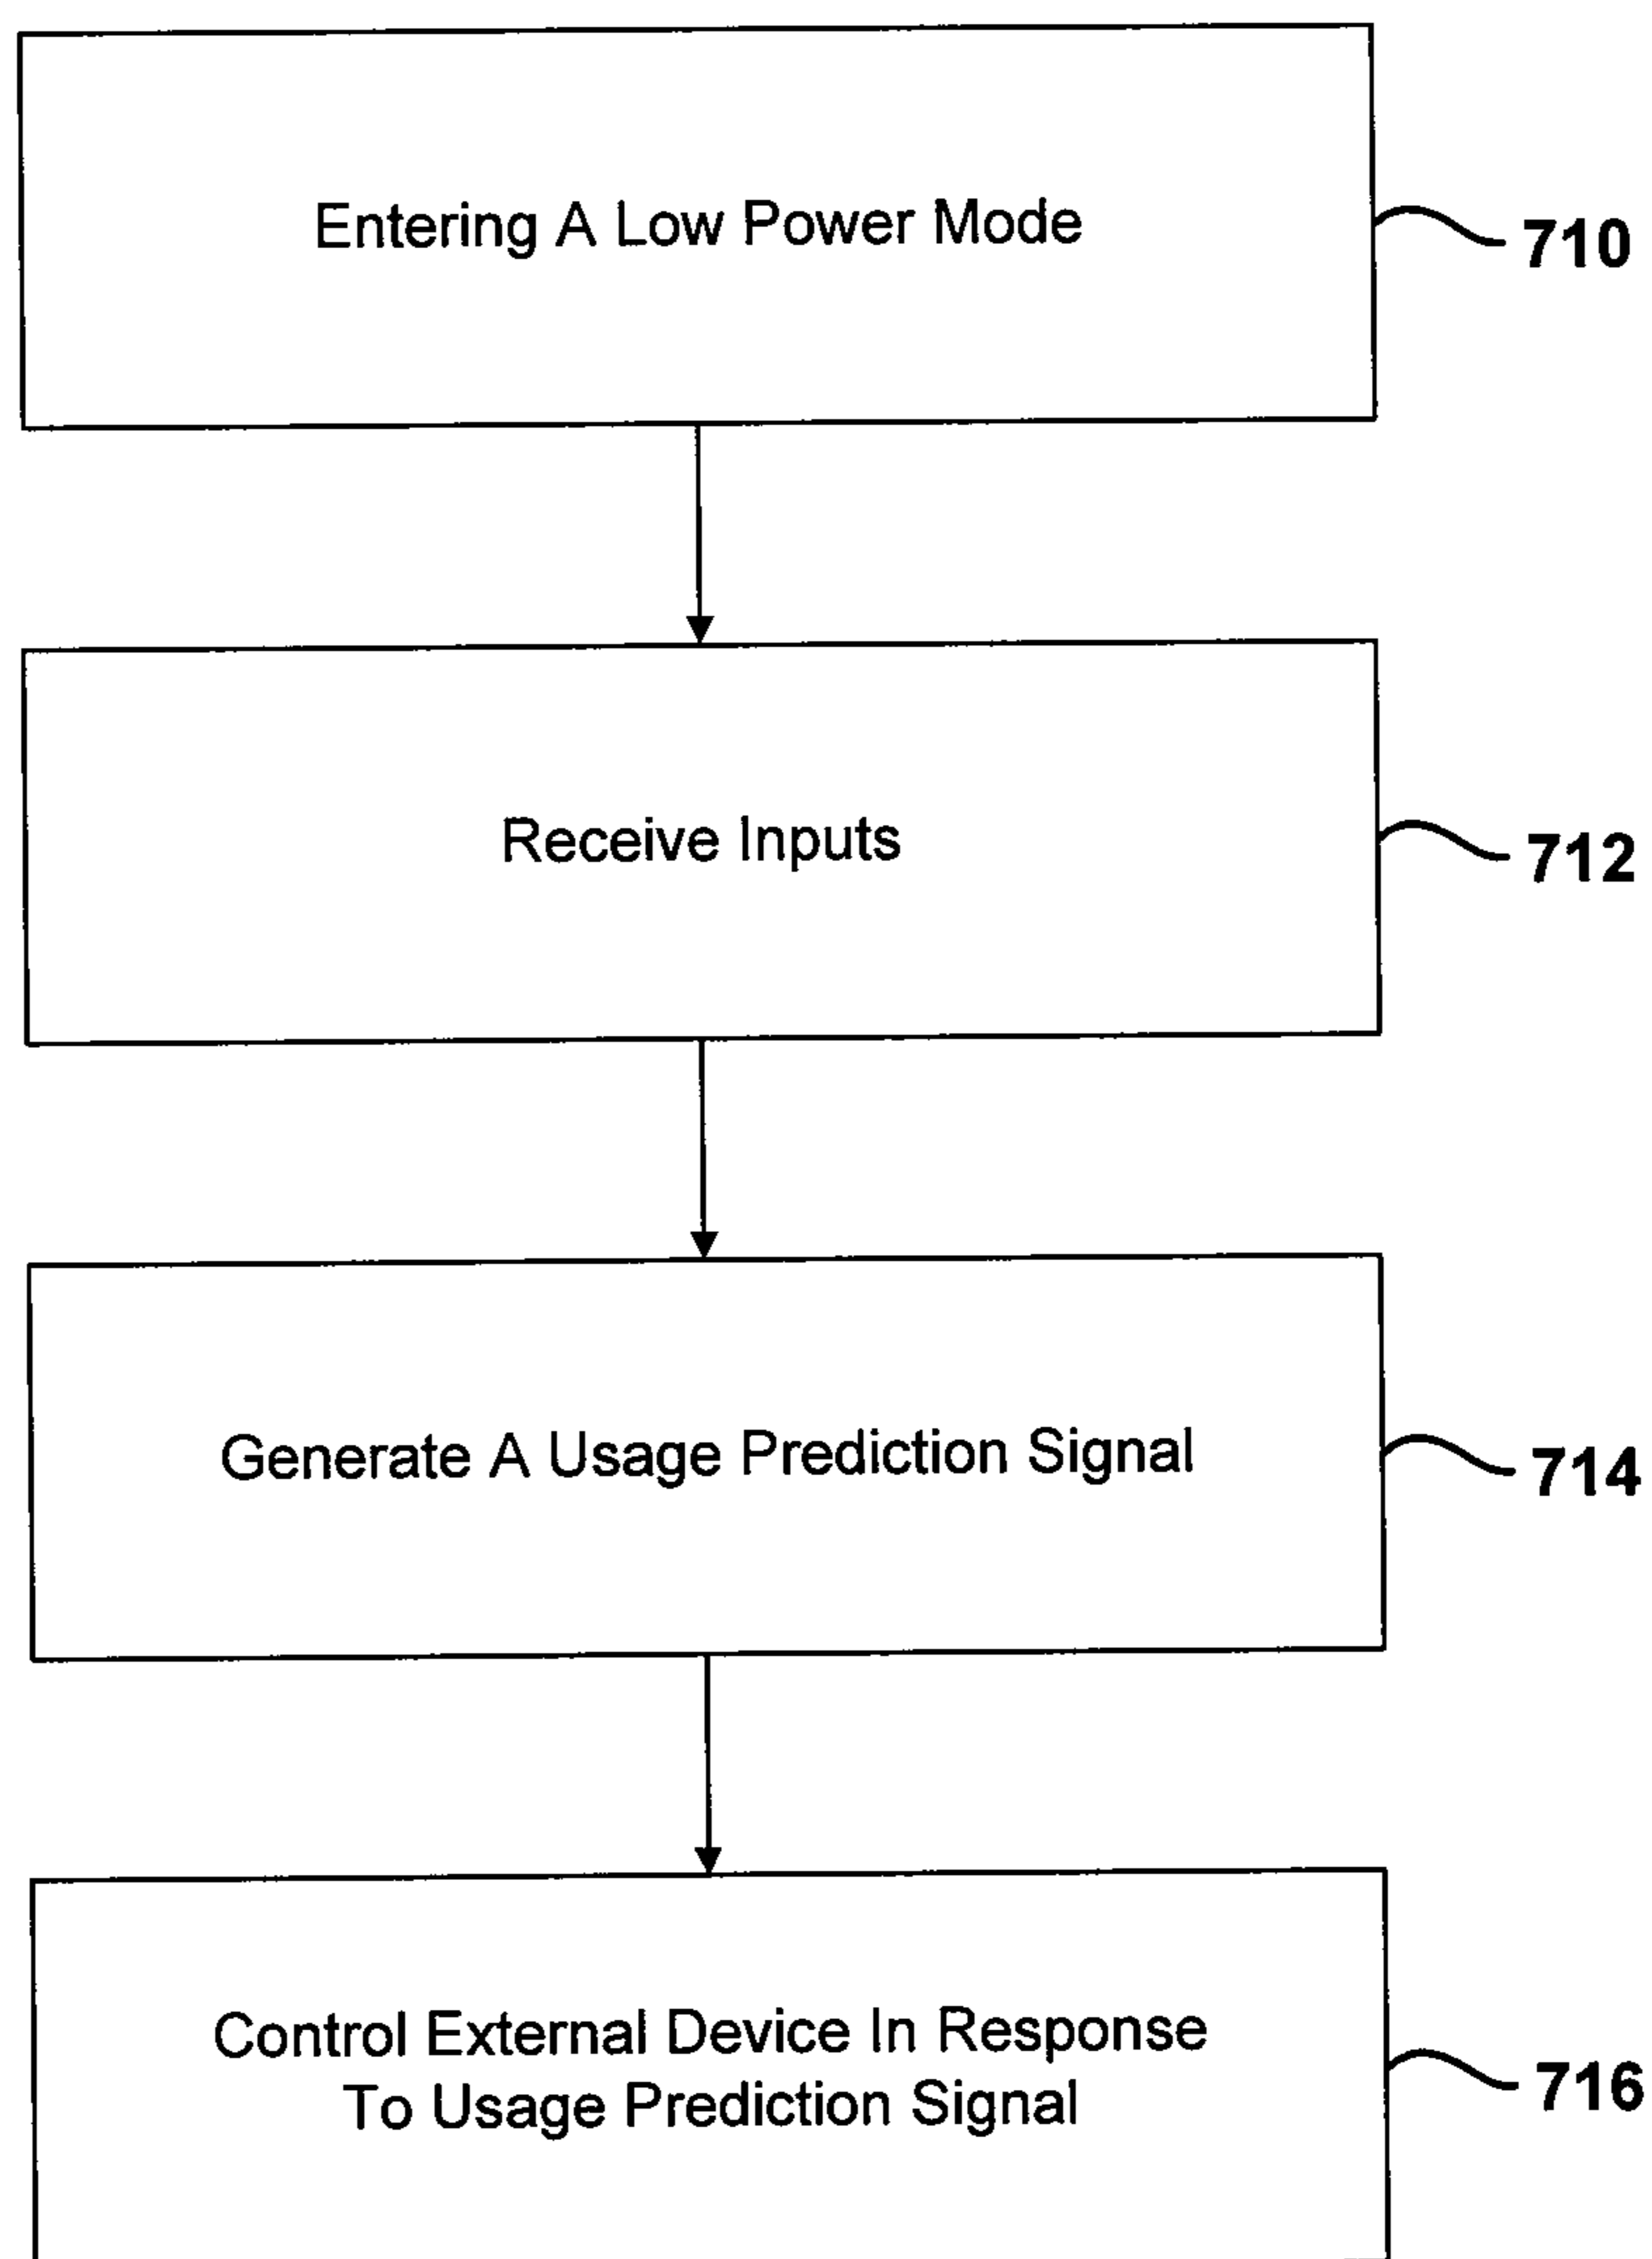 Entering A Low Power Mode
710
Receive Inputs
712
Generate A Usage Prediction Signal
714
Control External Device In Response
To Usage Prediction Signal
716